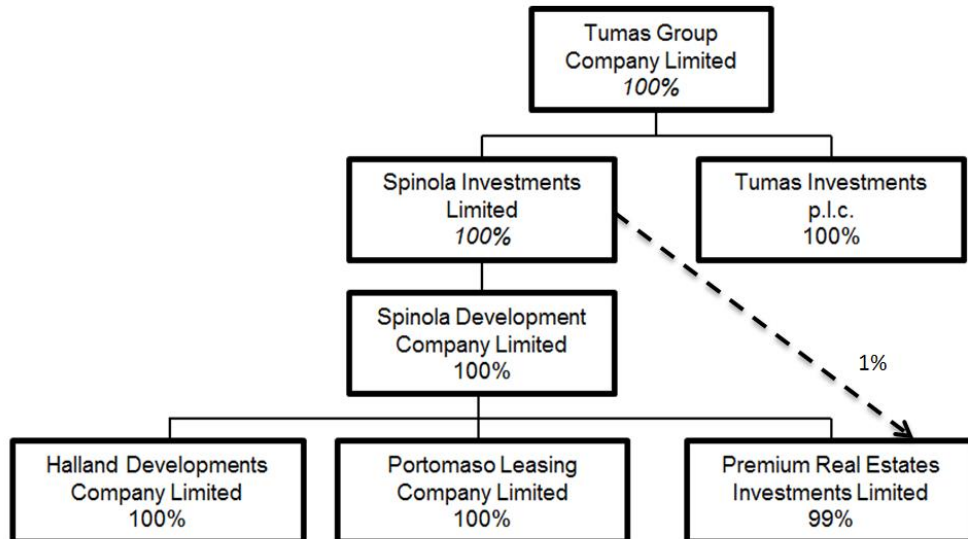 Tumas Group
Company Limited
100%
Spinola Investments
Limited
100%
Tumas Investments
p.l.c.
100%
Spinola Development
Company Limited
100%
1%
Halland Developments
Company Limited
100%
Portomaso Leasing
Company Limited
100%
Premium Real Estates
Investments Limited
99%